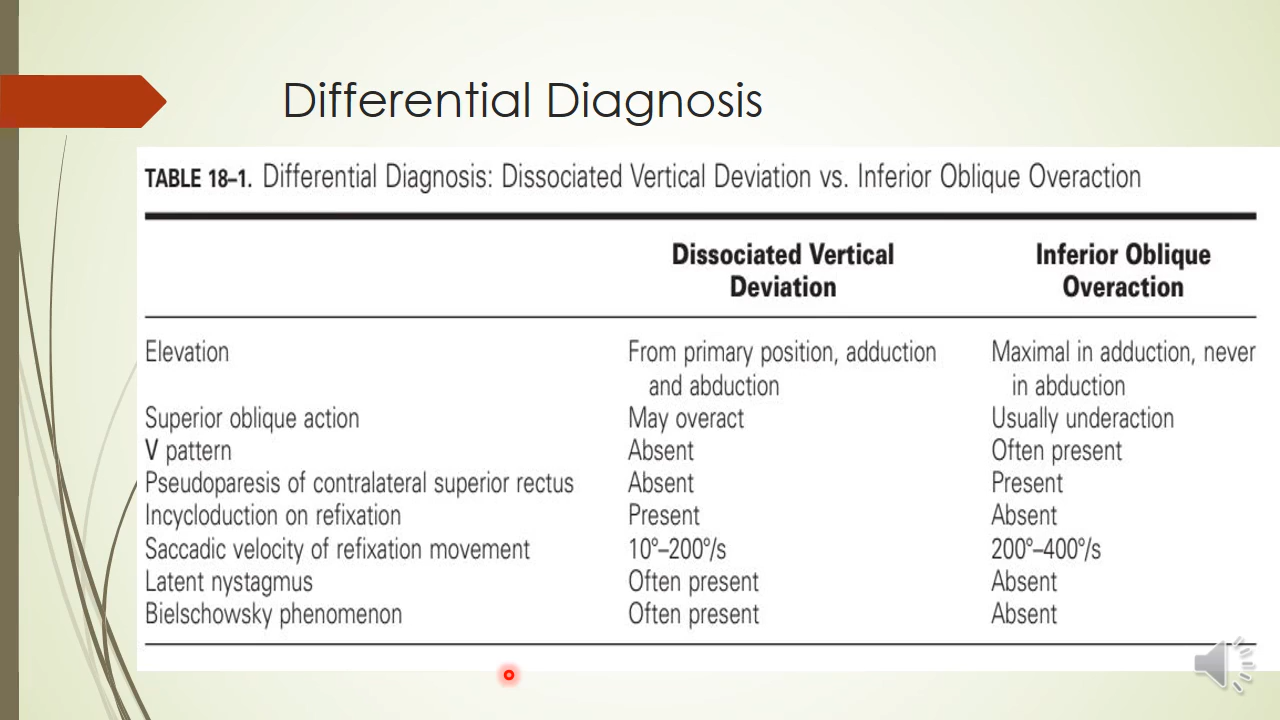 Differential Diagnosis
TABLE 18–1. Differential Diagnosis: Dissociated Vertical Deviation vs. Inferior Oblique Overaction
Dissociated Vertical Deviation
Inferior Oblique Overaction
Elevation From primary position, adduction Maximal in adduction, never
and abduction in abduction
Superior oblique action May overact Usually underaction
V pattern Absent Often present
Pseudoparesis of contralateral superior rectus Absent Present
Incycloduction on refixation Present Absent
Saccadic velocity of refixation movement 10°–200°/s 200°–400°/s
Latent nystagmus Often present Absent
Bielschowsky phenomenon Often present Absent